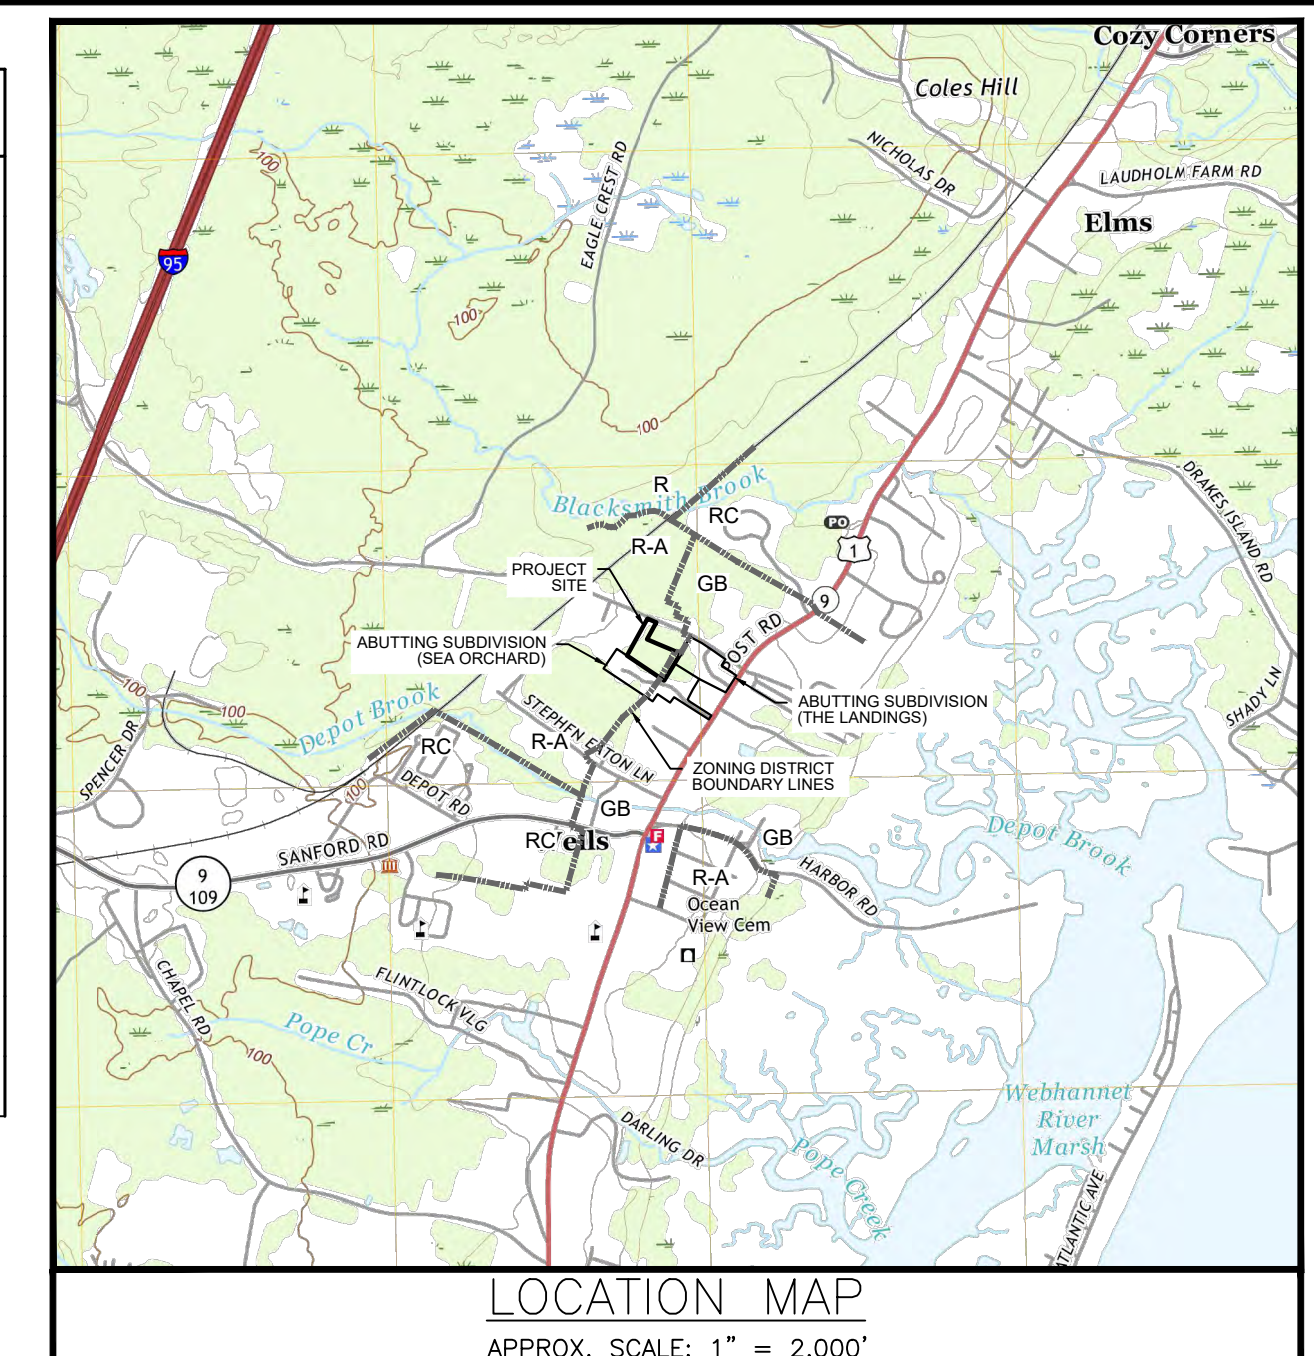 Cozy Corners
Coles Hill
NICHOLAS DR
LAUDHOLM FARM RD
Elms
100
EAGLE CREST RD
95
100
100
DRAKES ISLAND RD
R
Blacksmith Brook
RC
PO
1
R-A
PROJECT
SITE
GB
9
POST RD
ABUTTING SUBDIVISION
(SEA ORCHARD)
100
100
Depot Brook
SHADY LN
ABUTTING SUBDIVISION
(THE LANDINGS)
STEPHEN EATON LN
SPENCER DR
RC
R-A
ZONING DISTRICT
BOUNDARY LINES
100
DEPOT RD
GB
SANFORD RD
RC
eils
F
GB
Depot Brook
9
109
R-A
HARBOR RD
Ocean
View Cem
CHAPEL RD
FLINTLOCK VLG
Pope Cr
100
Webhannet
River
Marsh
DARLING DR
Pope Creek
ATLANTIC AVE
LOCATION MAP
APPROX. SCALE: 1" = 2,000'